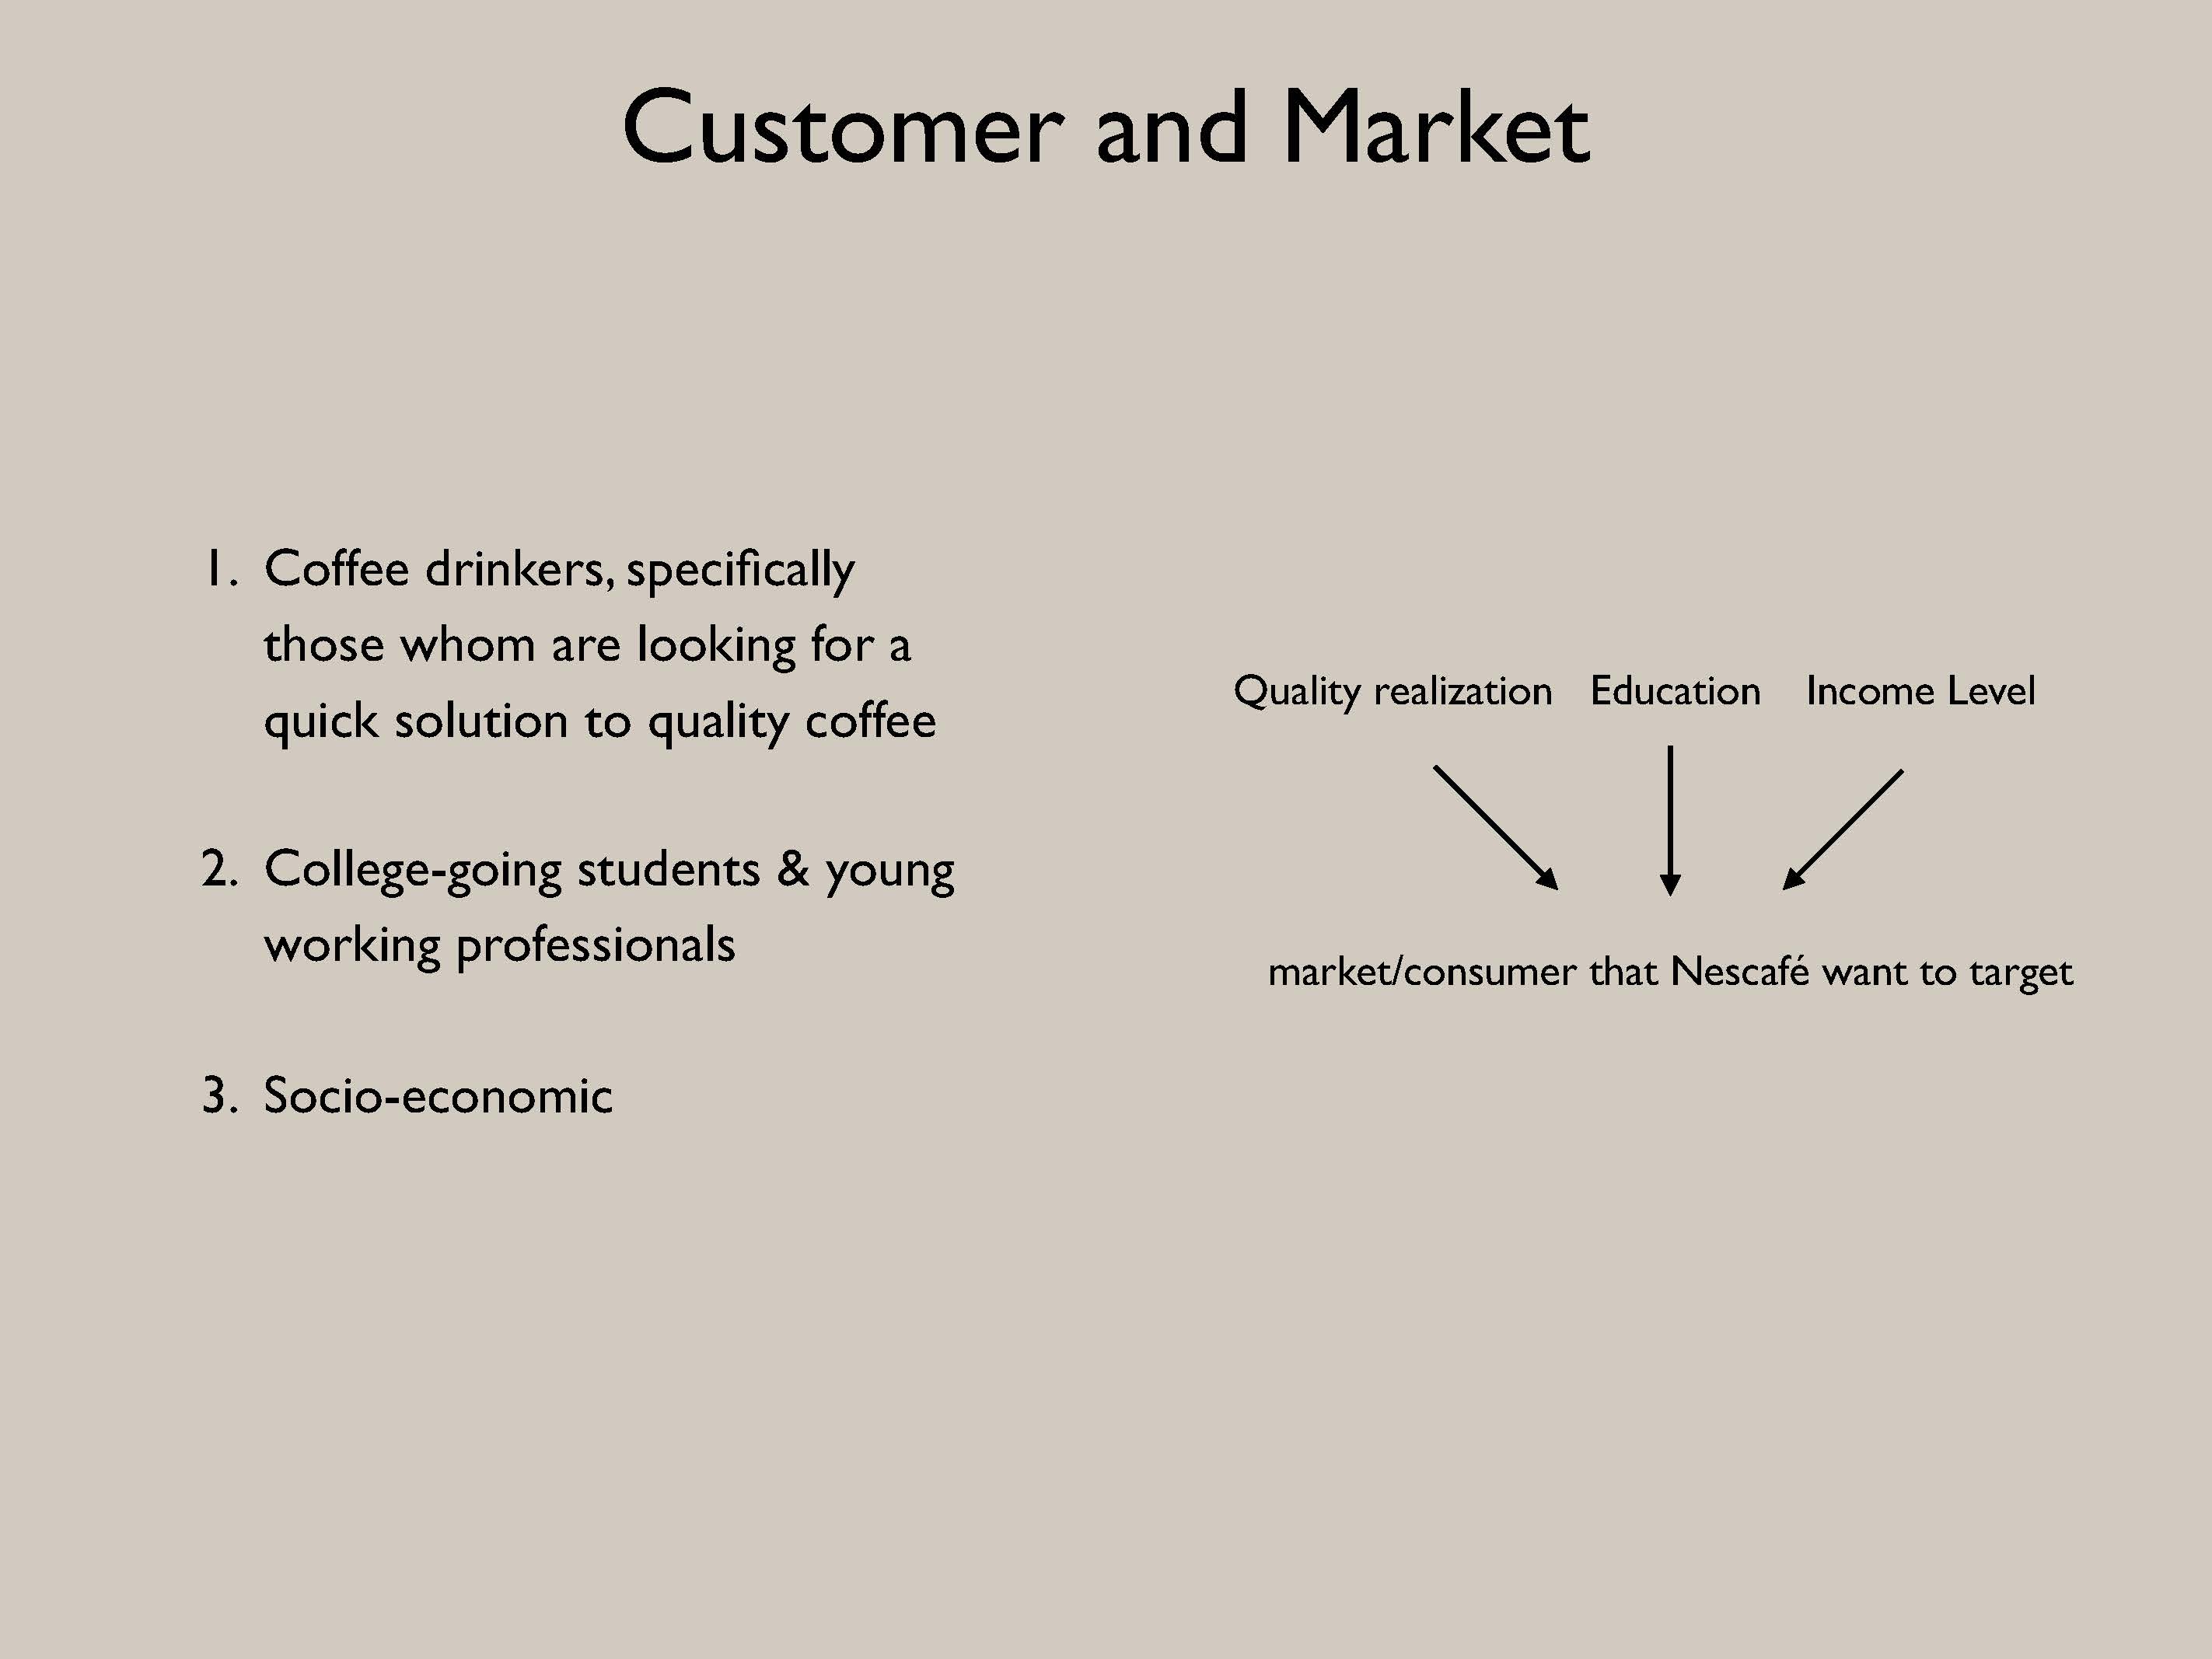 Customer and Market
1. Coffee drinkers, specifically
those whom are looking for a
quick solution to quality coffee
2. College-going students & young
working professionals
3. Socio-economic
Quality realization Education Income Level
market/consumer that Nescafé want to target